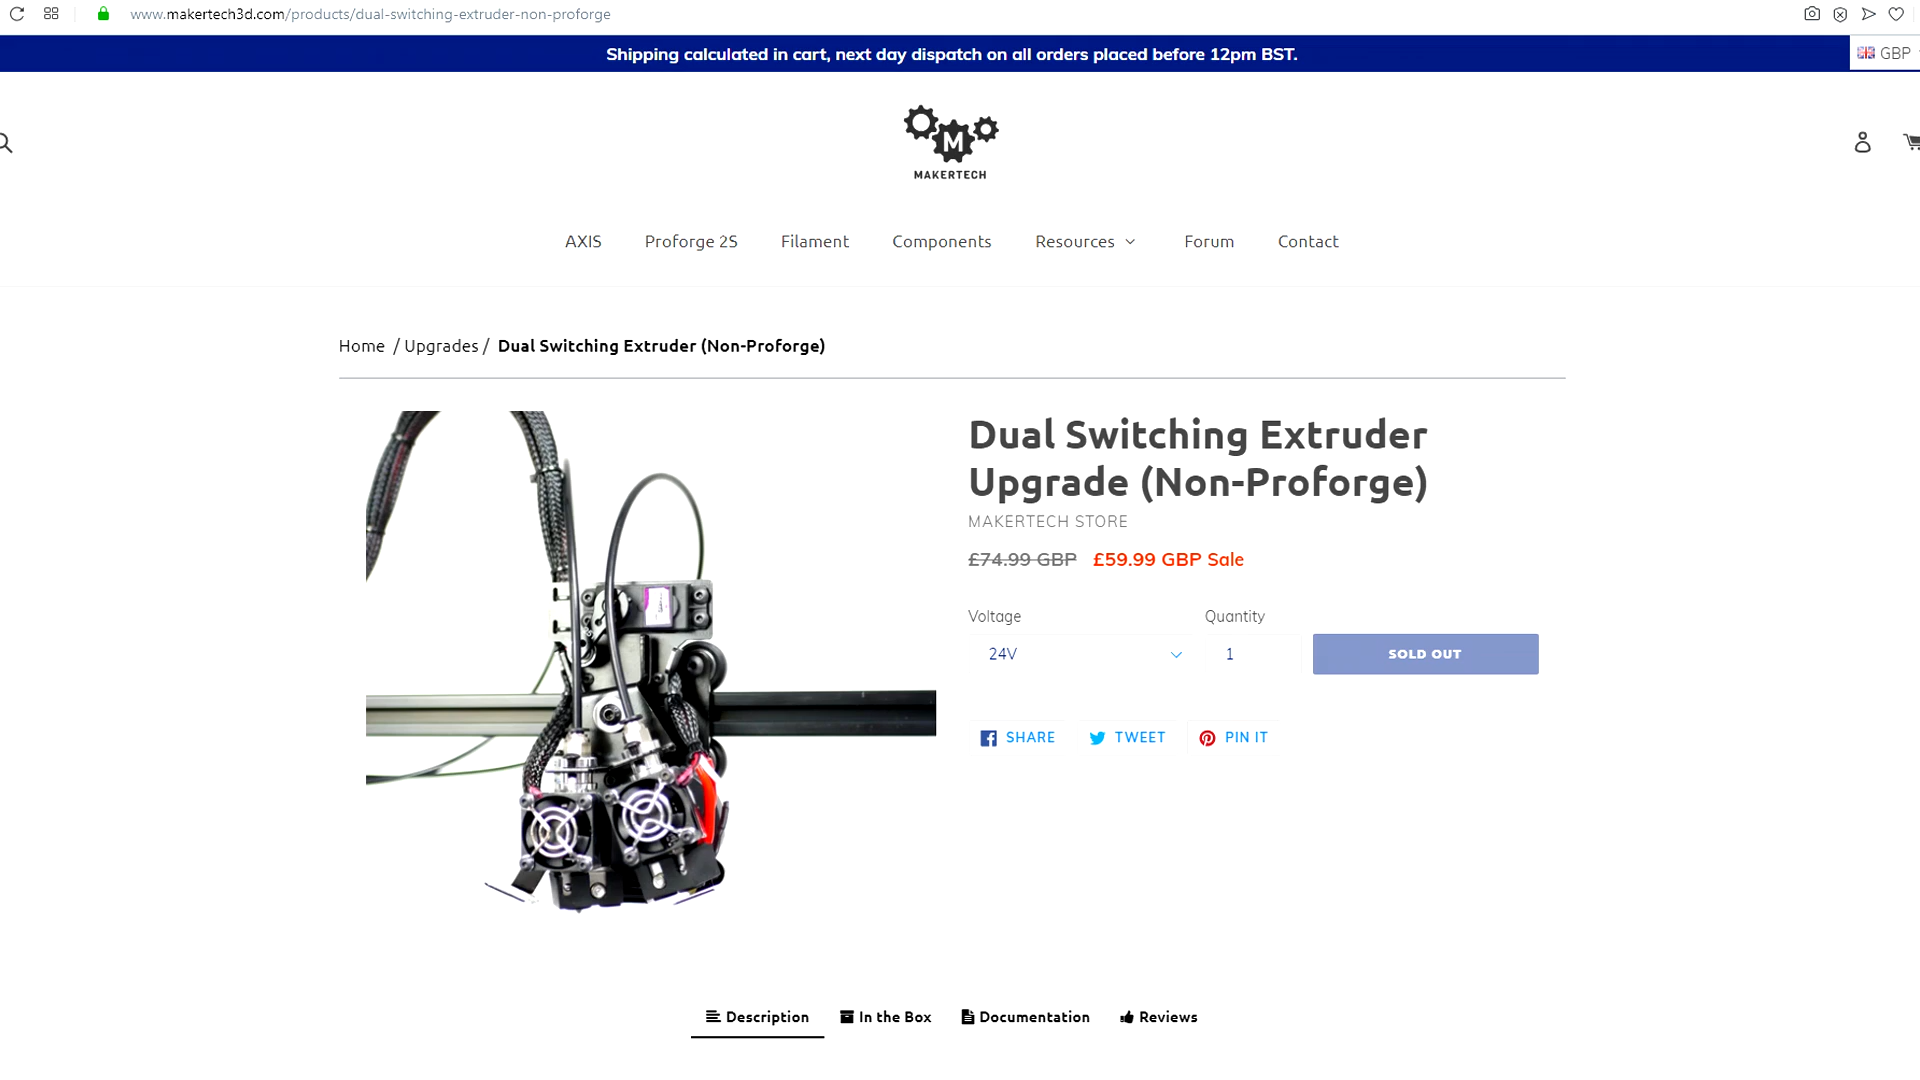 www.makertech3d.com/products/dual-switching-extruder-non-proforge
Shipping calculated in cart, next day dispatch on all orders placed before 12pm BST.
GBP
M
MAKERTECH
AXIS Proforge 2S Filament Components Resources Forum Contact
Home / Upgrades / Dual Switching Extruder (Non-Proforge)
Dual Switching Extruder
Upgrade (Non-Proforge)
MAKERTECH STORE
£74.99 GBP £59.99 GBP Sale
Voltage Quantity
24V 1 SOLD OUT
SHARE TWEET PIN IT
Description In the Box Documentation Reviews